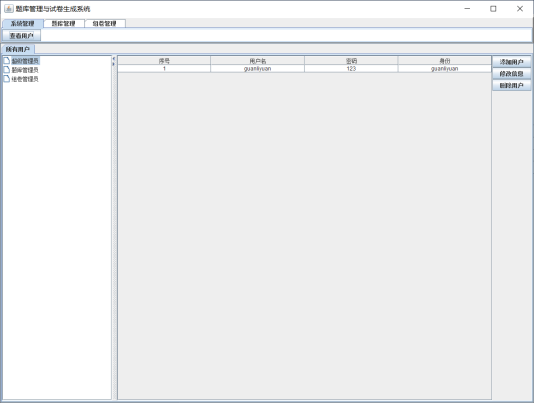 题库管理与试卷生成系统
系统管理 题库管理 组卷管理
查看用户
所有用户
超级管理员
题库管理员
组卷管理员
序号 用户名 密码 身份
1 guanliyuan 123 guanliyuan
添加用户
修改信息
删除用户